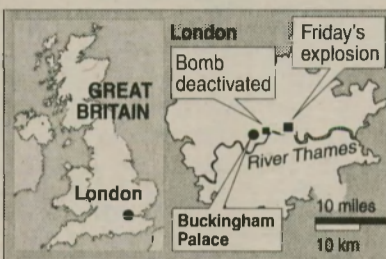 GREAT
BRITAIN
London
London
Bomb
deactivated
Friday's
explosion
River Thames
Buckingham
Palace
10 miles
10 km